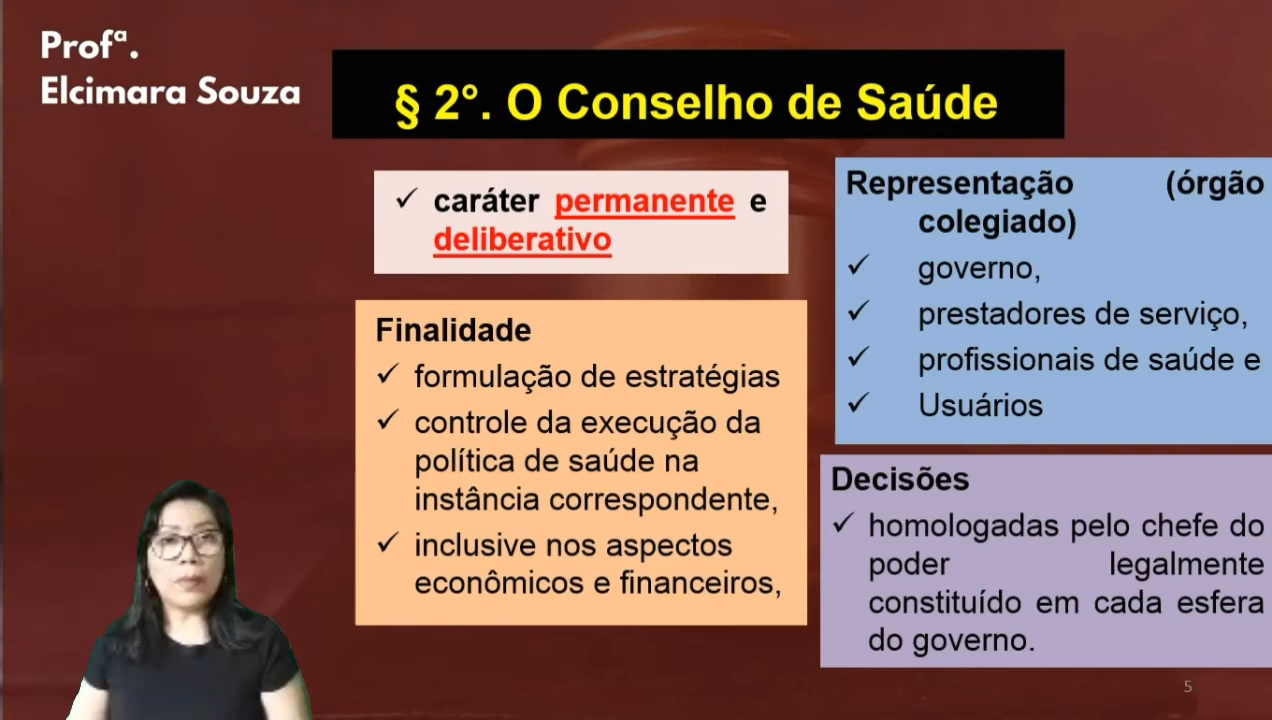 Profª.
Elcimara Souza
§ 2°. O Conselho de Saúde
✓ caráter permanente e
deliberativo
Finalidade
✓ formulação de estratégias
✓ controle da execução da
política de saúde na
instância correspondente,
✓ inclusive nos aspectos
econômicos e financeiros,
Representação (órgão
colegiado)
✓ governo,
✓ prestadores de serviço,
✓ profissionais de saúde e
✓ Usuários
Decisões
✓ homologadas pelo chefe do
poder legalmente
constituído em cada esfera
do governo.
5